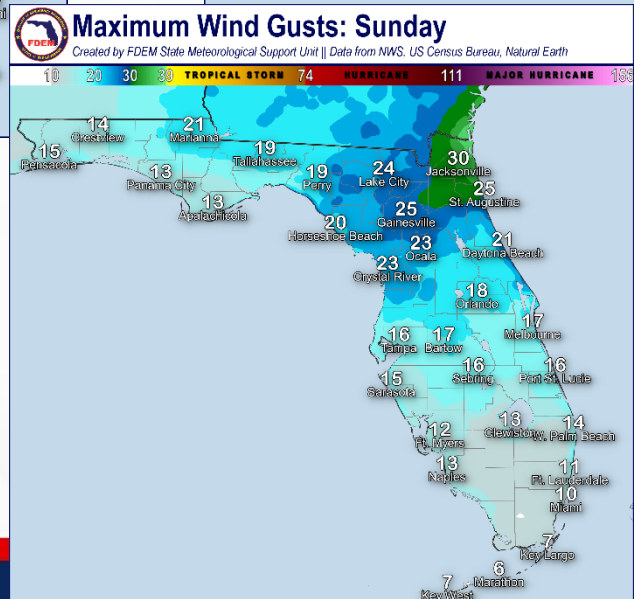 Maximum Wind Gusts: Sunday
FDEM
Created by FDEM State Meteorological Support Unit || Data from NWS. US Census Bureau, Natural Earth
10 20 30 39 TROPICAL STORM 74 HURRICANE 111 MAJOR HURRICANE
14
Crestview
21
Marianna
15
Pensacola
19
Tallahassee
13
Panama City
19
Perry
24
Lake City
30
Jacksonville
13
Apalachicola
25
St. Augustine
20
Horseshoe Beach
25
Gainesville
23
Ocala
21
Daytona Beach
23
Crystal River
18
Orlando
17
Melbourne
16
Tampa
17
Bartow
15
Sarasota
16
Sebring
16
Port St. Lucie
12
Ft. Myers
13
Clewiston
14
W. Palm Beach
13
Naples
11
Ft. Lauderdale
10
Miami
7
Key Largo
6
Marathon
7
Key West